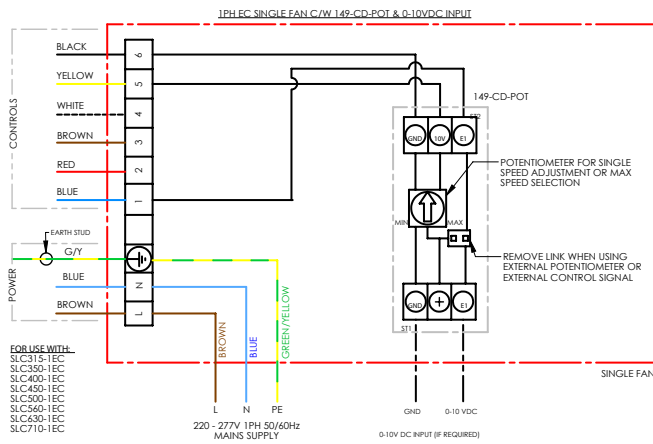 1PH EC SINGLE FAN C/W 149-CD-POT & 0-10VDC INPUT
CONTROLS
BLACK
YELLOW
WHITE
BROWN
RED
BLUE
6
5
4
3
2
1
149-CD-POT
ST2
GND
10V
E1
POTENTIOMETER FOR SINGLE
SPEED ADJUSTMENT OR MAX
SPEED SELECTION
MIN
MAX
REMOVE LINK WHEN USING
EXTERNAL POTENTIOMETER OR
EXTERNAL CONTROL SIGNAL
GND
+
E1
ST1
POWER
EARTH STUD
G/Y
BLUE
BROWN
N
L
BROWN
BLUE
GREEN/YELLOW
FOR USE WITH:
SLC315-1EC
SLC350-1EC
SLC400-1EC
SLC450-1EC
SLC500-1EC
SLC560-1EC
SLC630-1EC
SLC710-1EC
L
N
PE
220 - 277V 1PH 50/60Hz
MAINS SUPPLY
GND
0-10 VDC
0-10V DC INPUT (IF REQUIRED)
SINGLE FAN